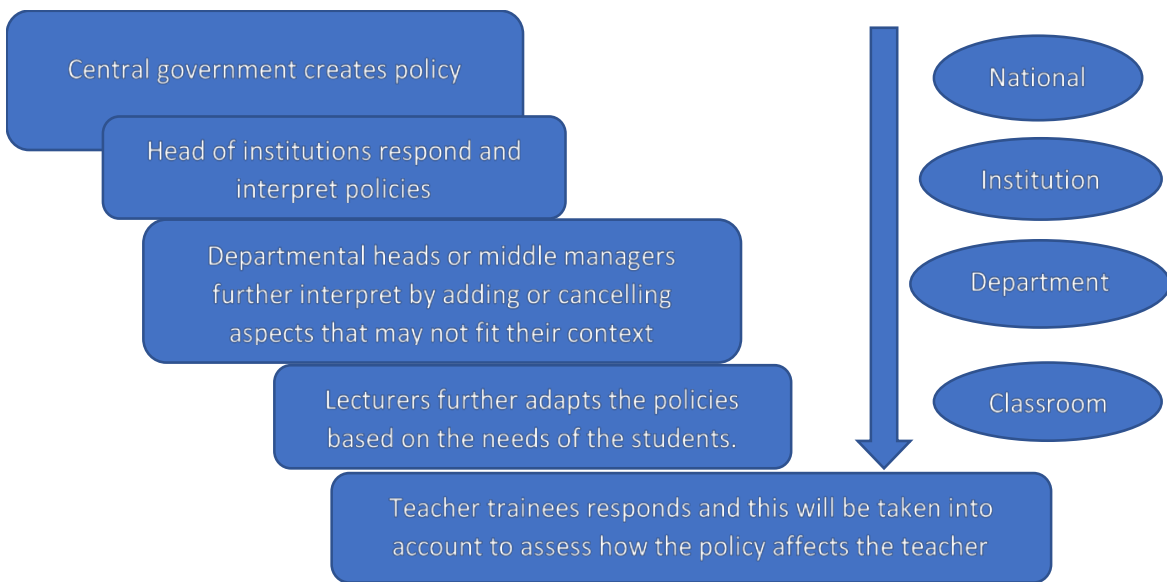 Central government creates policy
National
Head of institutions respond and
interpret policies
Institution
Departmental heads or middle managers
further interpret by adding or cancelling
aspects that may not fit their context
Department
Lecturers further adapts the policies
based on the needs of the students.
Classroom
Teacher trainees responds and this will be taken into
account to assess how the policy affects the teacher